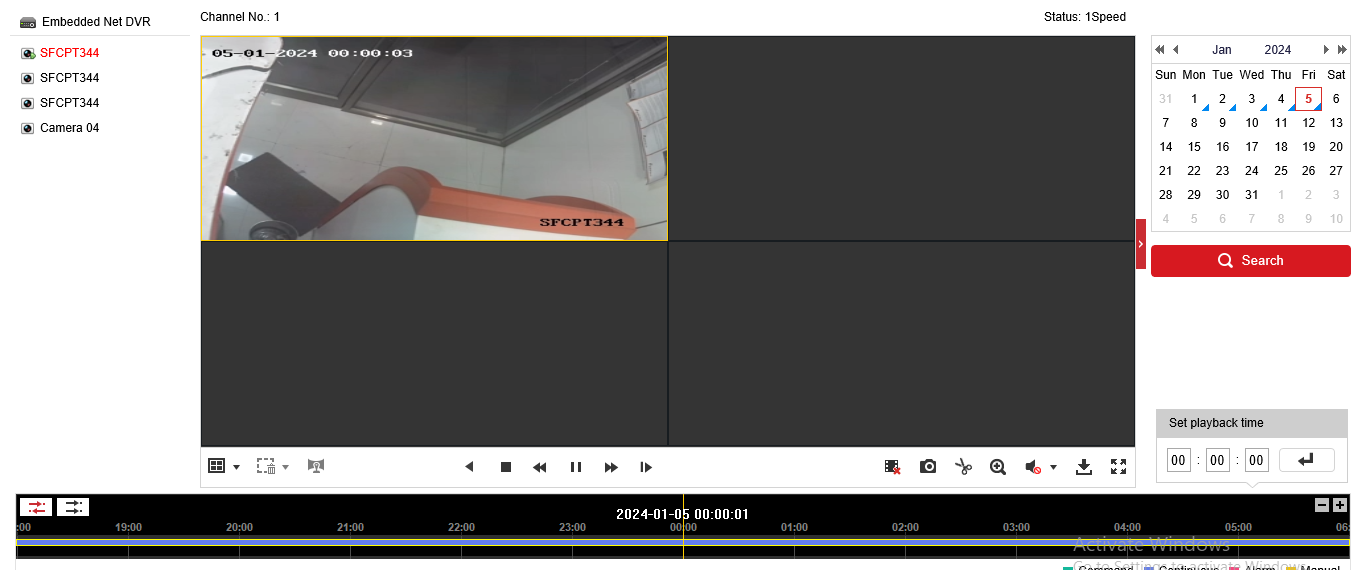 Embedded Net DVR
Channel No.: 1
Status: 1Speed
SFCPT344
SFCPT344
SFCPT344
Camera 04
05-01-2024 00:00:03
SFCPT344
Jan 2024
Sun Mon Tue Wed Thu Fri Sat
31 1 2 3 4 5 6
7 8 9 10 11 12 13
14 15 16 17 18 19 20
21 22 23 24 25 26 27
28 29 30 31 1 2 3
4 5 6 7 8 9 10
Search
Set playback time
00 : 00 : 00
2024-01-05 00:00:01
:00 19:00 20:00 21:00 22:00 23:00 00:00 01:00 02:00 03:00 04:00 05:00 06:
Activate Windows
Go to Settings to activate Windows.
Command Continuous Alarm Manual